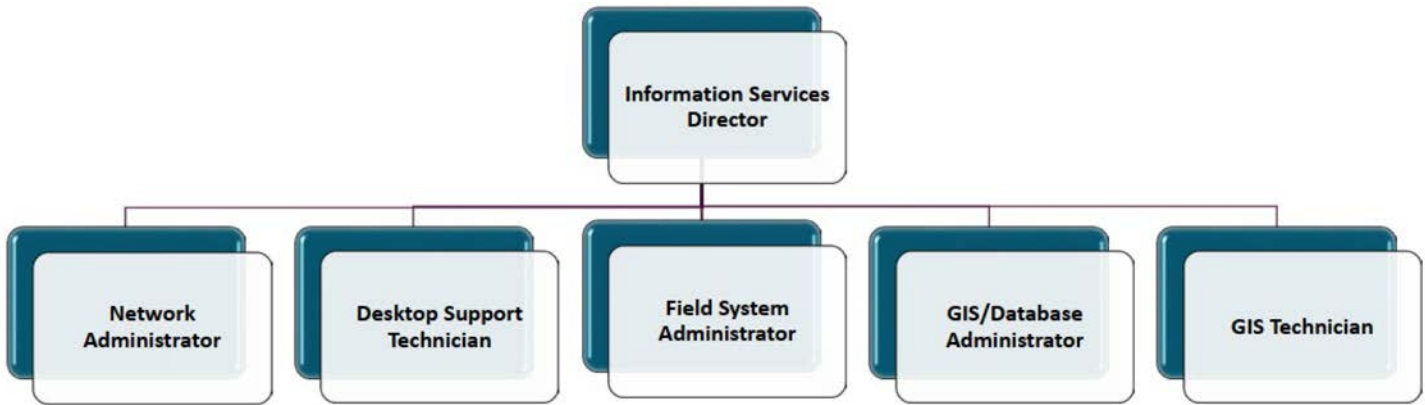 Information Services
Director
Network
Administrator
Desktop Support
Technician
Field System
Administrator
GIS/Database
Administrator
GIS Technician